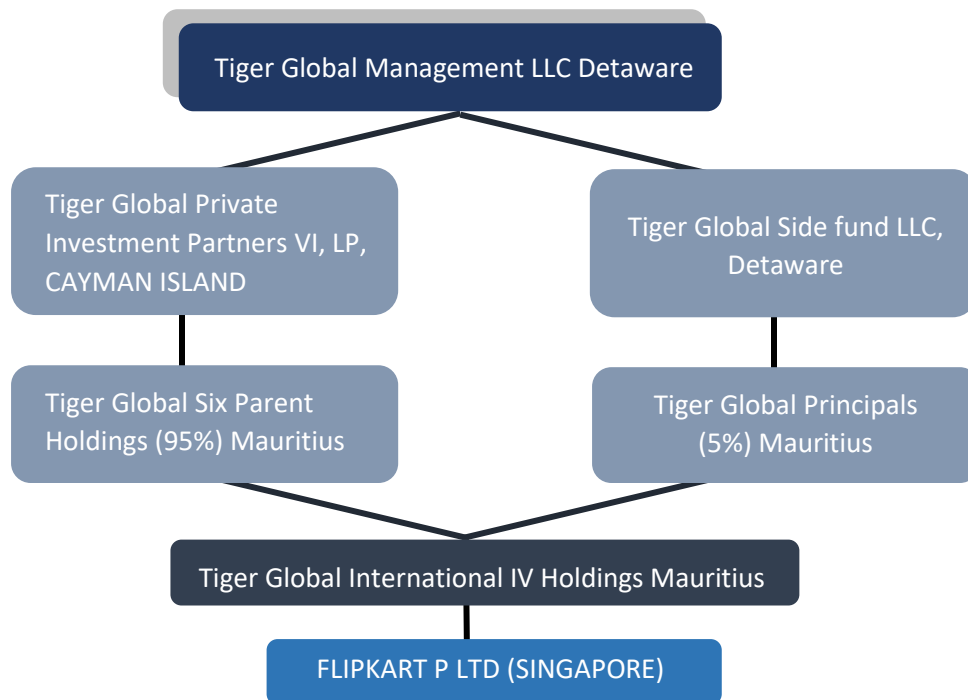 Tiger Global Management LLC Detaware
Tiger Global Private
Investment Partners VI, LP,
CAYMAN ISLAND
Tiger Global Side fund LLC,
Detaware
Tiger Global Six Parent
Holdings (95%) Mauritius
Tiger Global Principals
(5%) Mauritius
Tiger Global International IV Holdings Mauritius
FLIPKART P LTD (SINGAPORE)